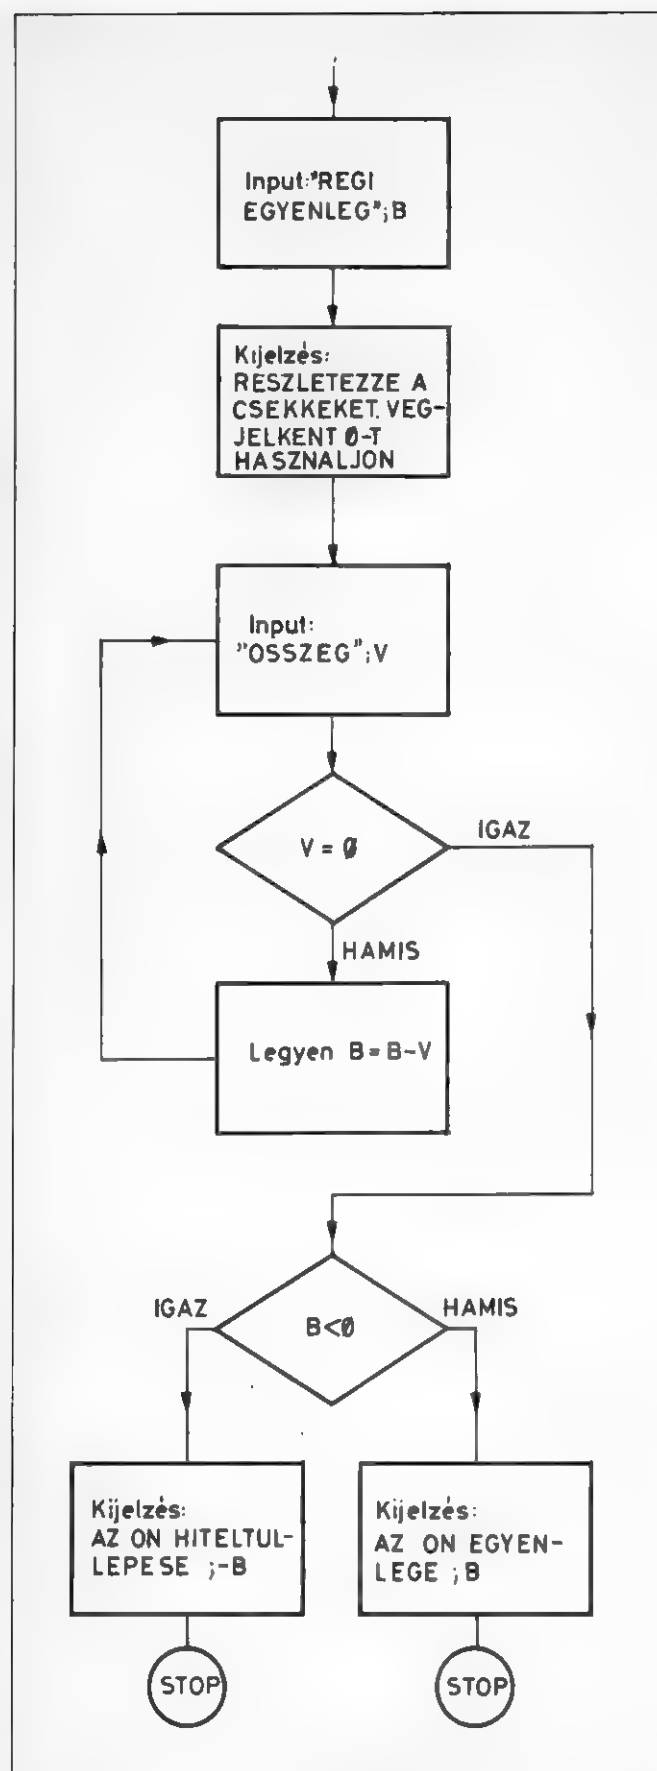 Input:"REGI
EGYENLEG";B
Kijelzés:
RESZLETEZZE A
CSEKKEKET. VEG-
JELKENT Ø-T
HASZNALJON
Input:
"OSSZEG";V
V = Ø
IGAZ
HAMIS
Legyen B=B-V
IGAZ
B<Ø
HAMIS
Kijelzés:
AZ ON HITELTUL-
LEPESE ;-B
Kijelzés:
AZ ON EGYEN-
LEGE ; B
STOP
STOP